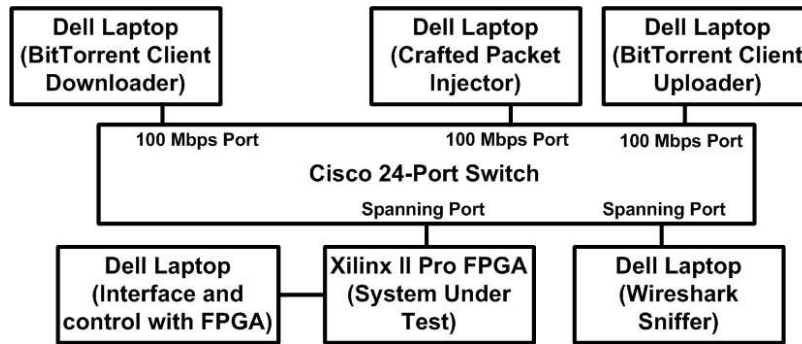 Dell Laptop
(BitTorrent Client
Downloader)
Dell Laptop
(Crafted Packet
Injector)
Dell Laptop
(BitTorrent Client
Uploader)
100 Mbps Port
100 Mbps Port
100 Mbps Port
Cisco 24-Port Switch
Spanning Port
Spanning Port
Dell Laptop
(Interface and
control with FPGA)
Xilinx II Pro FPGA
(System Under
Test)
Dell Laptop
(Wireshark
Sniffer)